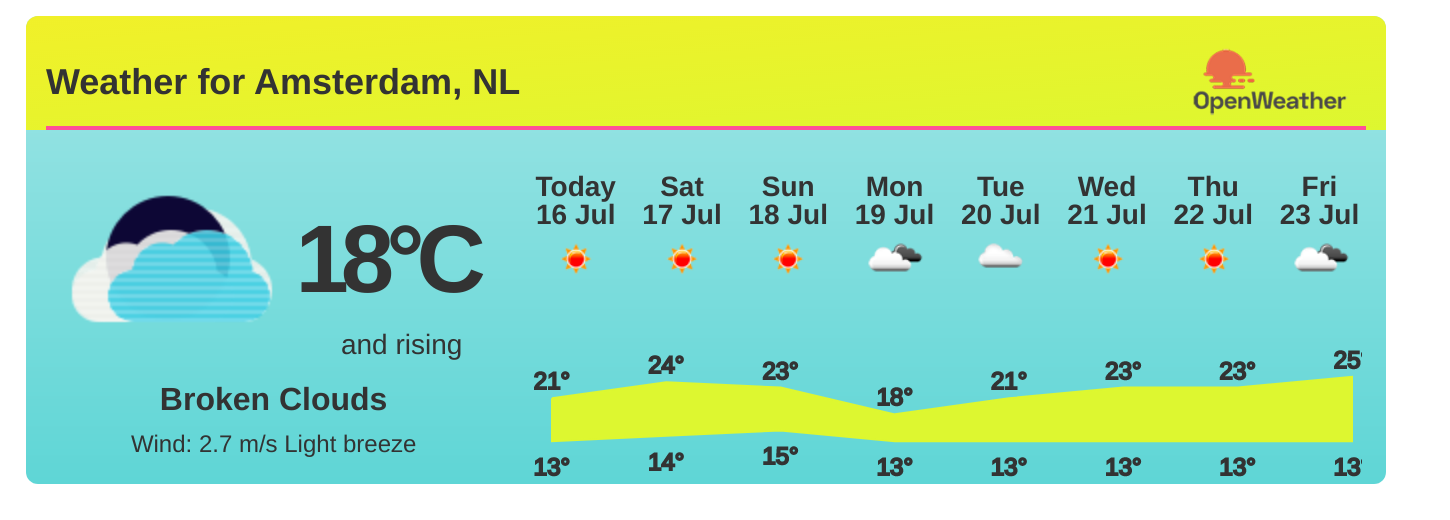 Weather for Amsterdam, NL
OpenWeather
18°C
and rising
Broken Clouds
Wind: 2.7 m/s Light breeze
Today Sat Sun Mon Tue Wed Thu Fri
16 Jul 17 Jul 18 Jul 19 Jul 20 Jul 21 Jul 22 Jul 23 Jul
21° 24° 23° 18° 21° 23° 23° 25°
13° 14° 15° 13° 13° 13° 13° 13°